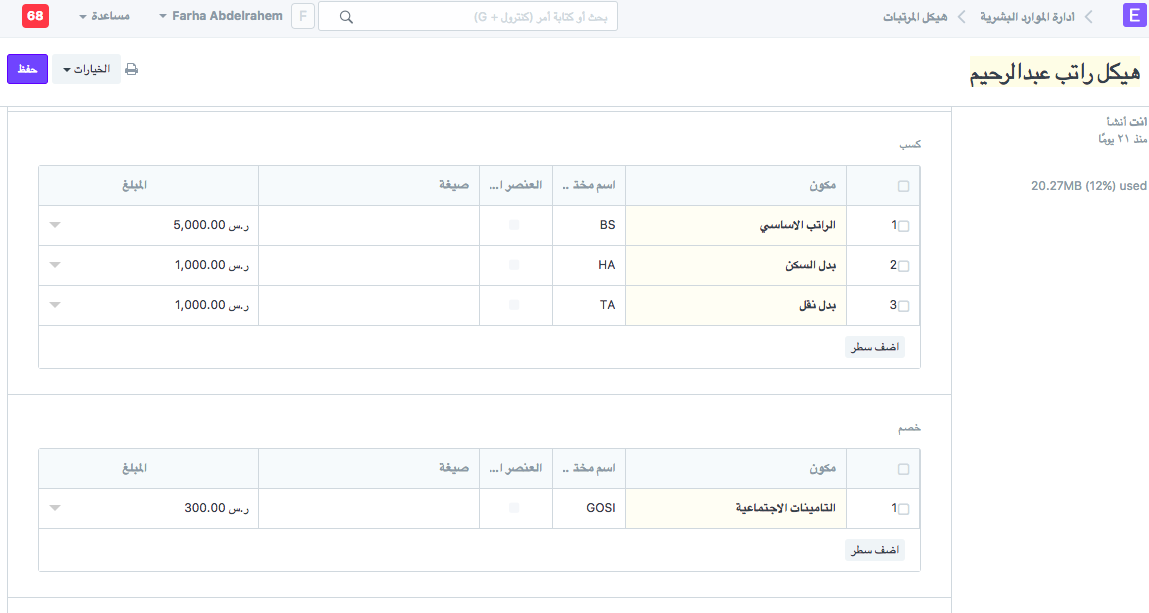 E
أدارة الموارد البشرية
هيكل المرتبات
بحث أو كتابة أمر (كنترول + G)
F
Farha Abdelrahem
مساعدة
68
هيكل راتب عبدالرحيم
الخيارات
حفظ
انت أنشأ
منذ ٢١ يومًا
20.27MB (12%) used
كسب
مكون اسم مخت .. العنصر ا... صيغة المبلغ
1 الراتب الاساسي BS ر.س 5,000.00
2 بدل السكن HA ر.س 1,000.00
3 بدل نقل TA ر.س 1,000.00
اضف سطر
خصم
مكون اسم مخت .. العنصر ا... صيغة المبلغ
1 التامينات الاجتماعية GOSI ر.س 300.00
اضف سطر